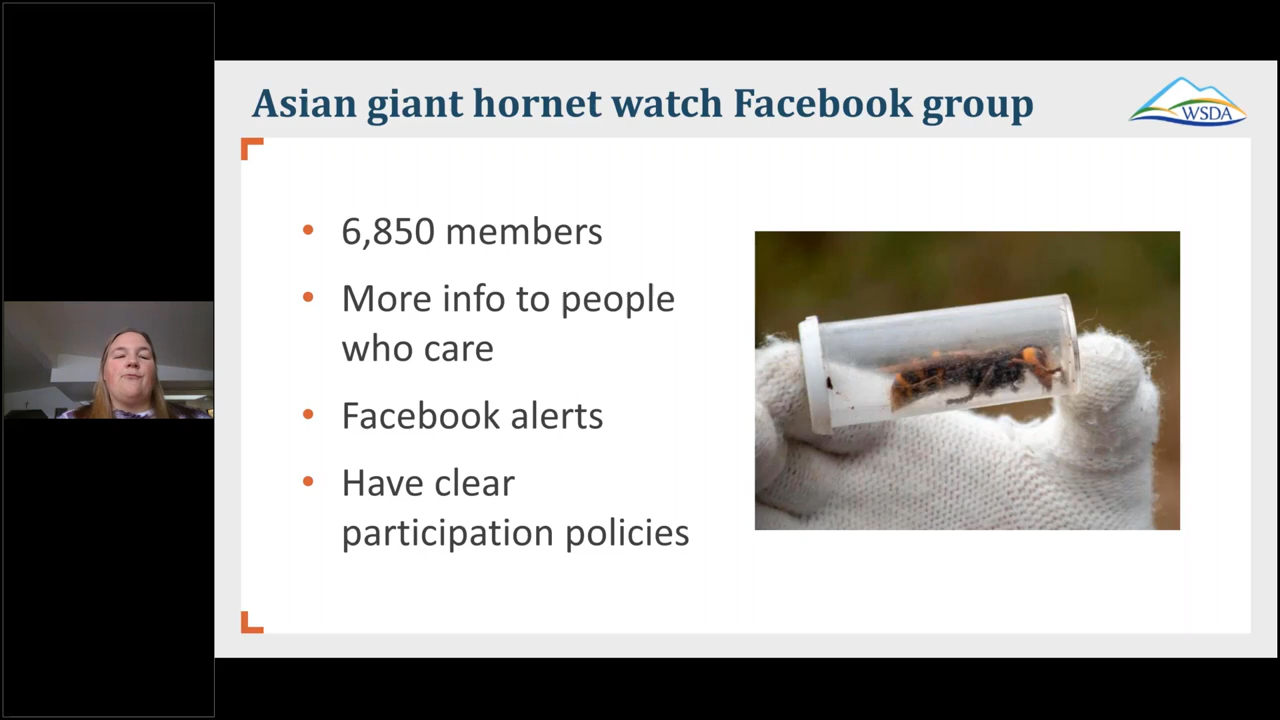 Asian giant hornet watch Facebook group
WSDA
• 6,850 members
• More info to people
who care
• Facebook alerts
• Have clear
participation policies